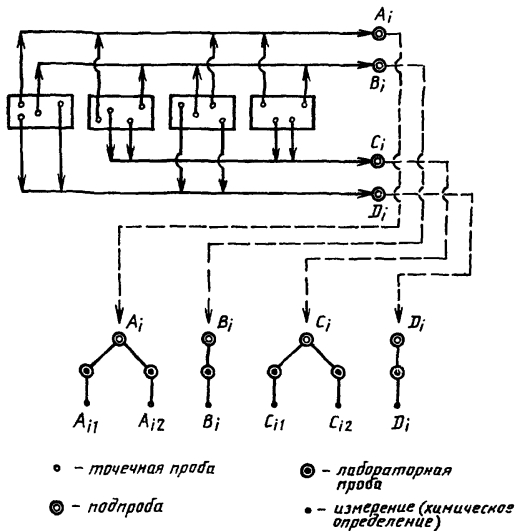 Ai
Bi
Ci
Di
Ai Bi Ci Di
Ai1 Ai2 Bi Ci1 Ci2 Di
- точечная проба
- подпроба
- лабораторная
проба
- измерение (химическое
определение)